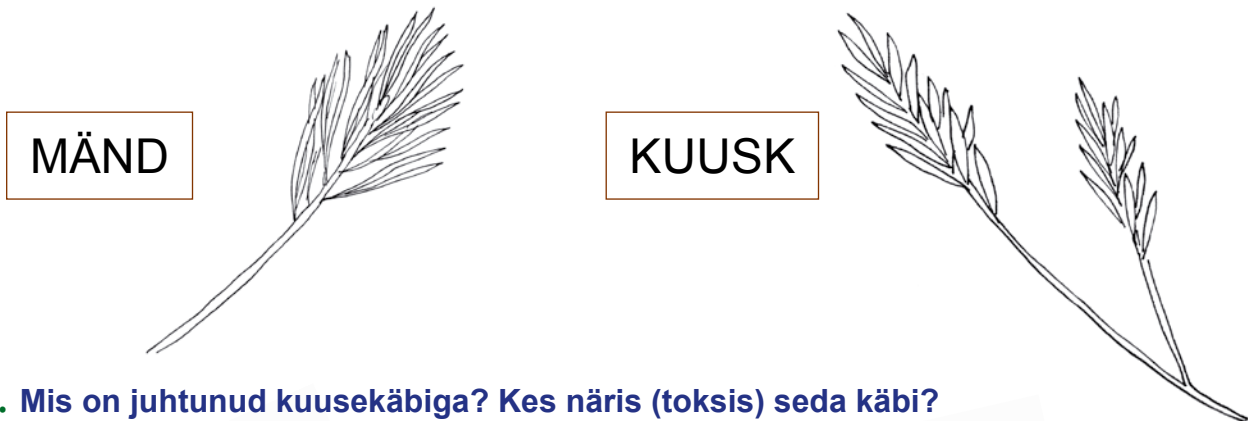 MÄND
KUUSK
. Mis on juhtunud kuusekäbiga? Kes näris (toksis) seda käbi?